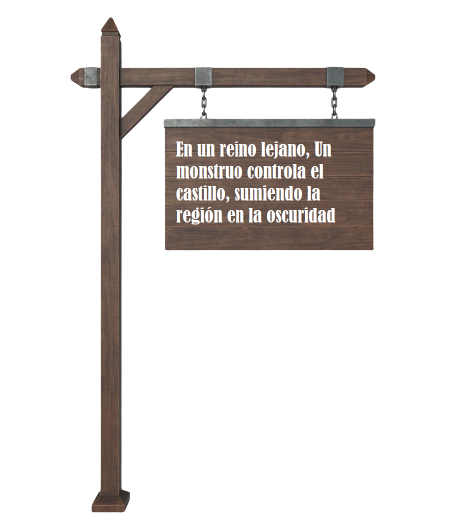 En un reino lejano, Un
monstruo controla el
castillo, sumiendo la
región en la oscuridad